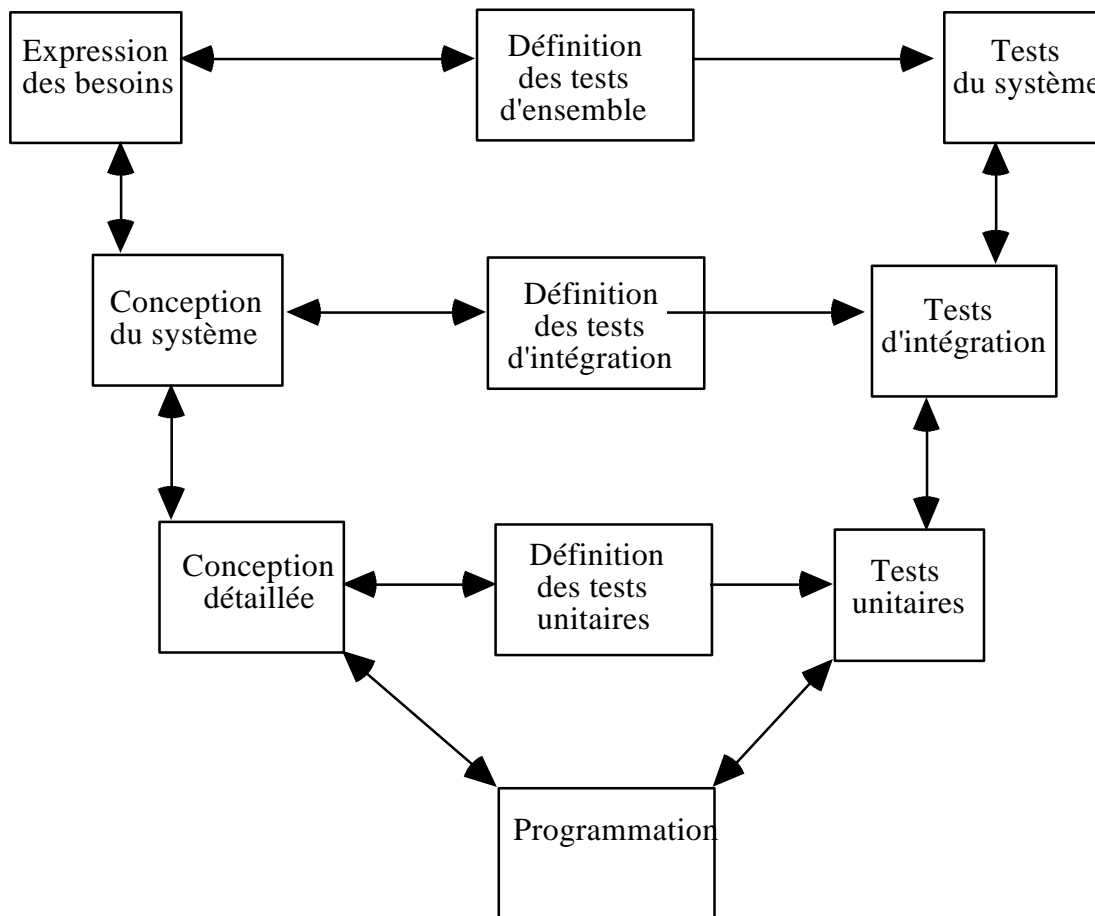 Expression
des besoins
Définition
des tests
d'ensemble
Tests
du système
Conception
du système
Définition
des tests
d'intégration
Tests
d'intégration
Conception
détaillée
Définition
des tests
unitaires
Tests
unitaires
Programmation